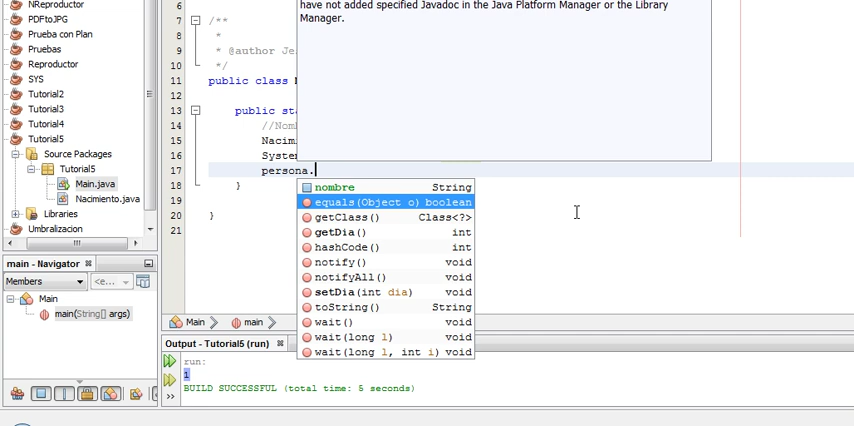 NReproductor
PDFtoJPG
Prueba con Plan
Pruebas
Reproductor
SYS
Tutorial2
Tutorial3
Tutorial4
Tutorial5
Source Packages
Tutorial5
Main.java
Nacimiento.java
Libraries
Umbralizacion
main - Navigator
Members
<e...
Main
main(String[] args)
have not added specified Javadoc in the Java Platform Manager or the Library
Manager.
6
7 /**
8 *
9 * @author Je
10 */
11 public class
12
13 public sta
14 //Nom
15 Nacim
16 System
17 persona.
18 }
19
20 }
21
nombre String
equals(Object o) boolean
getClass() Class<?>
getDia() int
hashCode() int
notify() void
notifyAll() void
setDia(int dia) void
toString() String
wait() void
wait(long l) void
wait(long l, int i) void
Main main
Output - Tutorial5 (run)
run:
1
BUILD SUCCESSFUL (total time: 5 seconds)